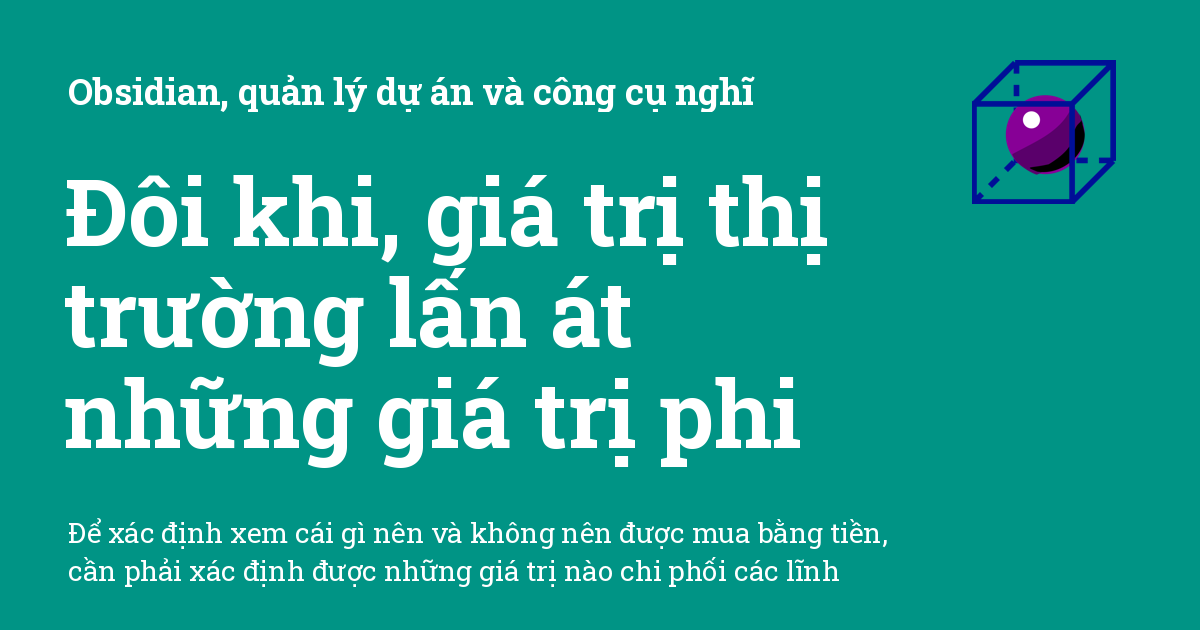 Obsidian, quản lý dự án và công cụ nghĩ
Đôi khi, giá trị thị
trường lấn át
những giá trị phi
Để xác định xem cái gì nên và không nên được mua bằng tiền,
cần phải xác định được những giá trị nào chi phối các lĩnh